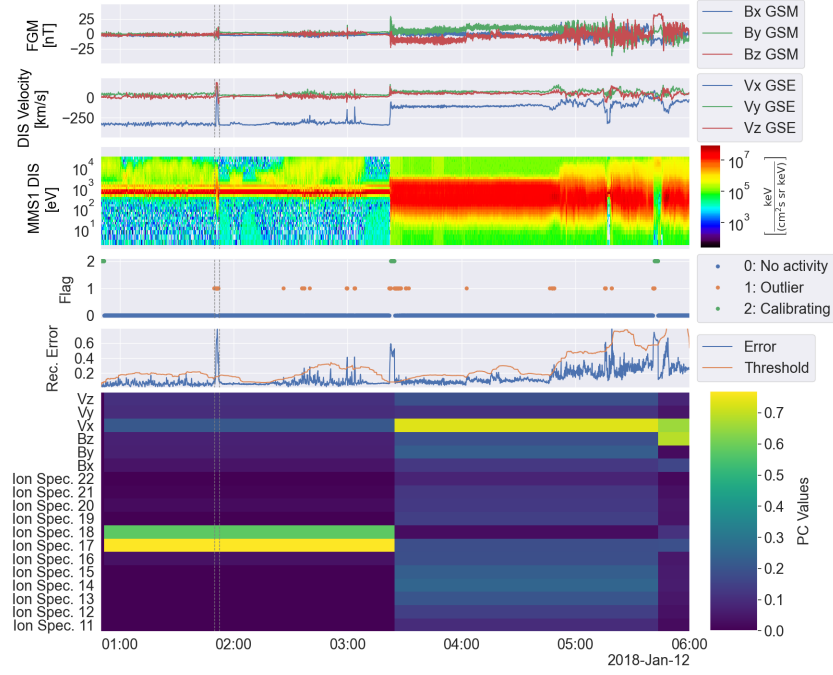 FGM
[nT]
25
0
−25
Bx GSM
By GSM
Bz GSM
DIS Velocity
[km/s]
0
−250
Vx GSE
Vy GSE
Vz GSE
MMS1 DIS
[eV]
10⁴
10³
10²
10¹
10⁷
10⁵
10³
keV
(cm²s sr keV)
Flag
2
1
0
0: No activity
1: Outlier
2: Calibrating
Rec. Error
0.6
0.4
0.2
Error
Threshold
Vz
Vy
Vx
Bz
By
Bx
Ion Spec. 22
Ion Spec. 21
Ion Spec. 20
Ion Spec. 19
Ion Spec. 18
Ion Spec. 17
Ion Spec. 16
Ion Spec. 15
Ion Spec. 14
Ion Spec. 13
Ion Spec. 12
Ion Spec. 11
0.7
0.6
0.5
0.4
0.3
0.2
0.1
0.0
PC Values
01:00 02:00 03:00 04:00 05:00 06:00
2018-Jan-12